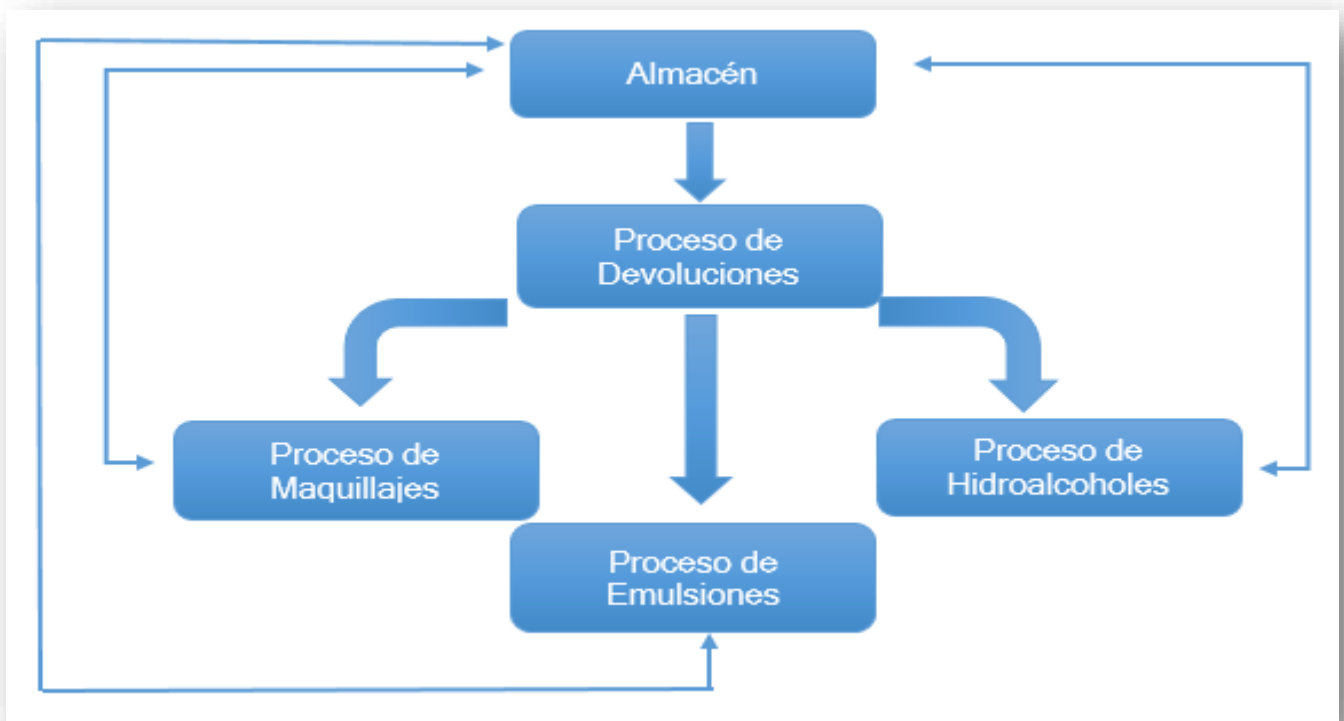 Almacén
Proceso de
Devoluciones
Proceso de
Maquillajes
Proceso de
Hidroalcoholes
Proceso de
Emulsiones